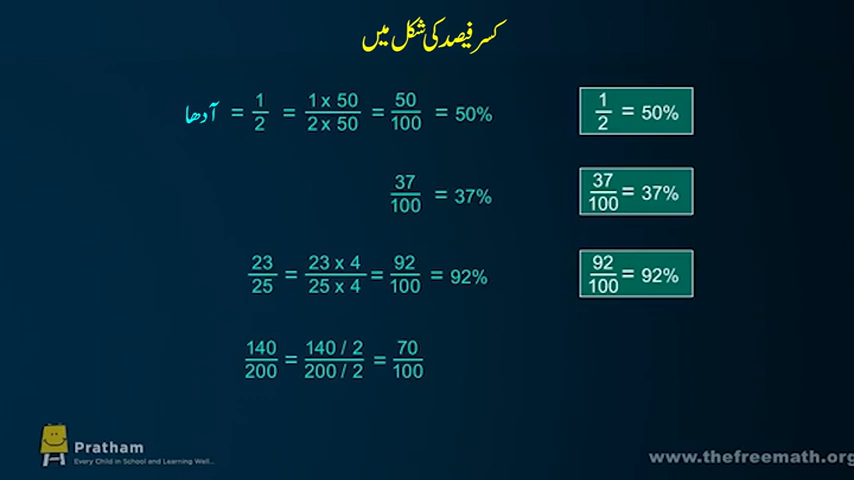 کسر فیصد کی شکل میں
آدھا = 1/2 = 1 x 50 / 2 x 50 = 50/100 = 50%
1/2 = 50%
37/100 = 37%
37/100 = 37%
23/25 = 23 x 4 / 25 x 4 = 92/100 = 92%
92/100 = 92%
140/200 = 140 / 2 / 200 / 2 = 70/100
Pratham
Every Child in School and Learning Well...
www.thefreemath.org